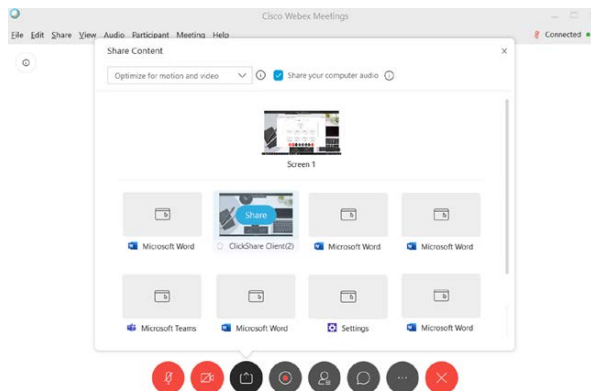 Cisco Webex Meetings
File Edit Share View Audio Participant Meeting Help
Connected
Share Content
Optimize for motion and video
Share your computer audio
Screen 1
Share
Microsoft Word
ClickShare Client(2)
Microsoft Word
Microsoft Word
Microsoft Teams
Microsoft Word
Settings
Microsoft Word